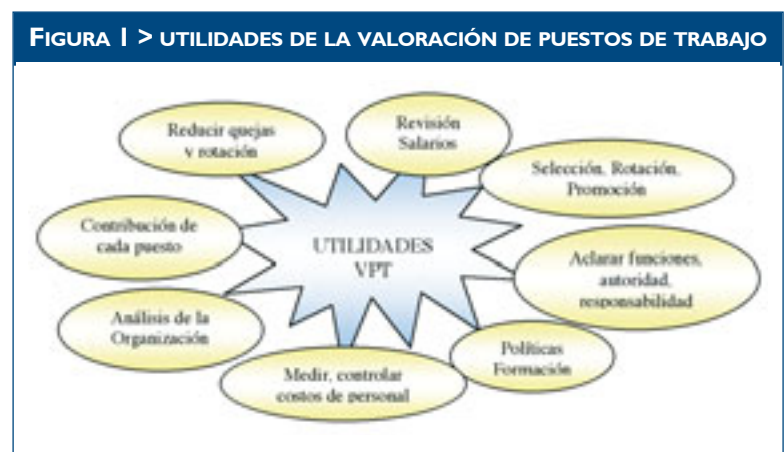 FIGURA 1 > UTILIDADES DE LA VALORACIÓN DE PUESTOS DE TRABAJO
Reducir quejas
y rotación
Revisión
Salarios
Selección, Rotación,
Promoción
Contribución de
cada puesto
UTILIDADES
VPT
Aclarar funciones,
autoridad,
responsabilidad
Análisis de la
Organización
Políticas
Formación
Medir, controlar
costos de personal